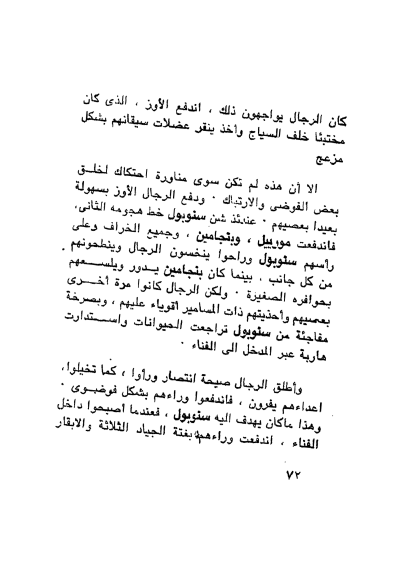 كان الرجال يواجهون ذلك ، اندفع الأوز ، الذى كان
مختبئا خلف السياج وأخذ ينقر عضلات سيقانهم بشكل
مزعج
الا أن هذه لم تكن سوى مناورة احتكاك لخلق
بعض الفوضى والارتباك . ودفع الرجال الأوز بسهولة
بعيدا بعصيهم . عندئذ شن سنوبول خط هجومه الثانى.
فاندفعت موريیل ، وبنجامين ، وجميع الخراف وعلى
رأسهم سنوبول وراحوا ينخسون الرجال وينطحونهم
من كل جانب ، بينما كان بنجامين يدور ويلسعهم
بحوافره الصغيرة . ولكن الرجال كانوا مرة أخرى
بعصيهم وأحذيتهم ذات المسامير أقوياء عليهم ، وبصرخة
مفاجئة من سنوبول تراجعت الحيوانات واستدارت
هاربة عبر المدخل الى الفناء .
وأطلق الرجال صيحة انتصار ورأوا ، كما تخيلوا،
اعداءهم يفرون ، فاندفعوا وراءهم بشكل فوضوى .
وهذا ماكان يهدف اليه سنوبول ، فعندما أصبحوا داخل
الفناء ، اندفعت وراءهم بغتة الجياد الثلاثة والابقار
٧٢